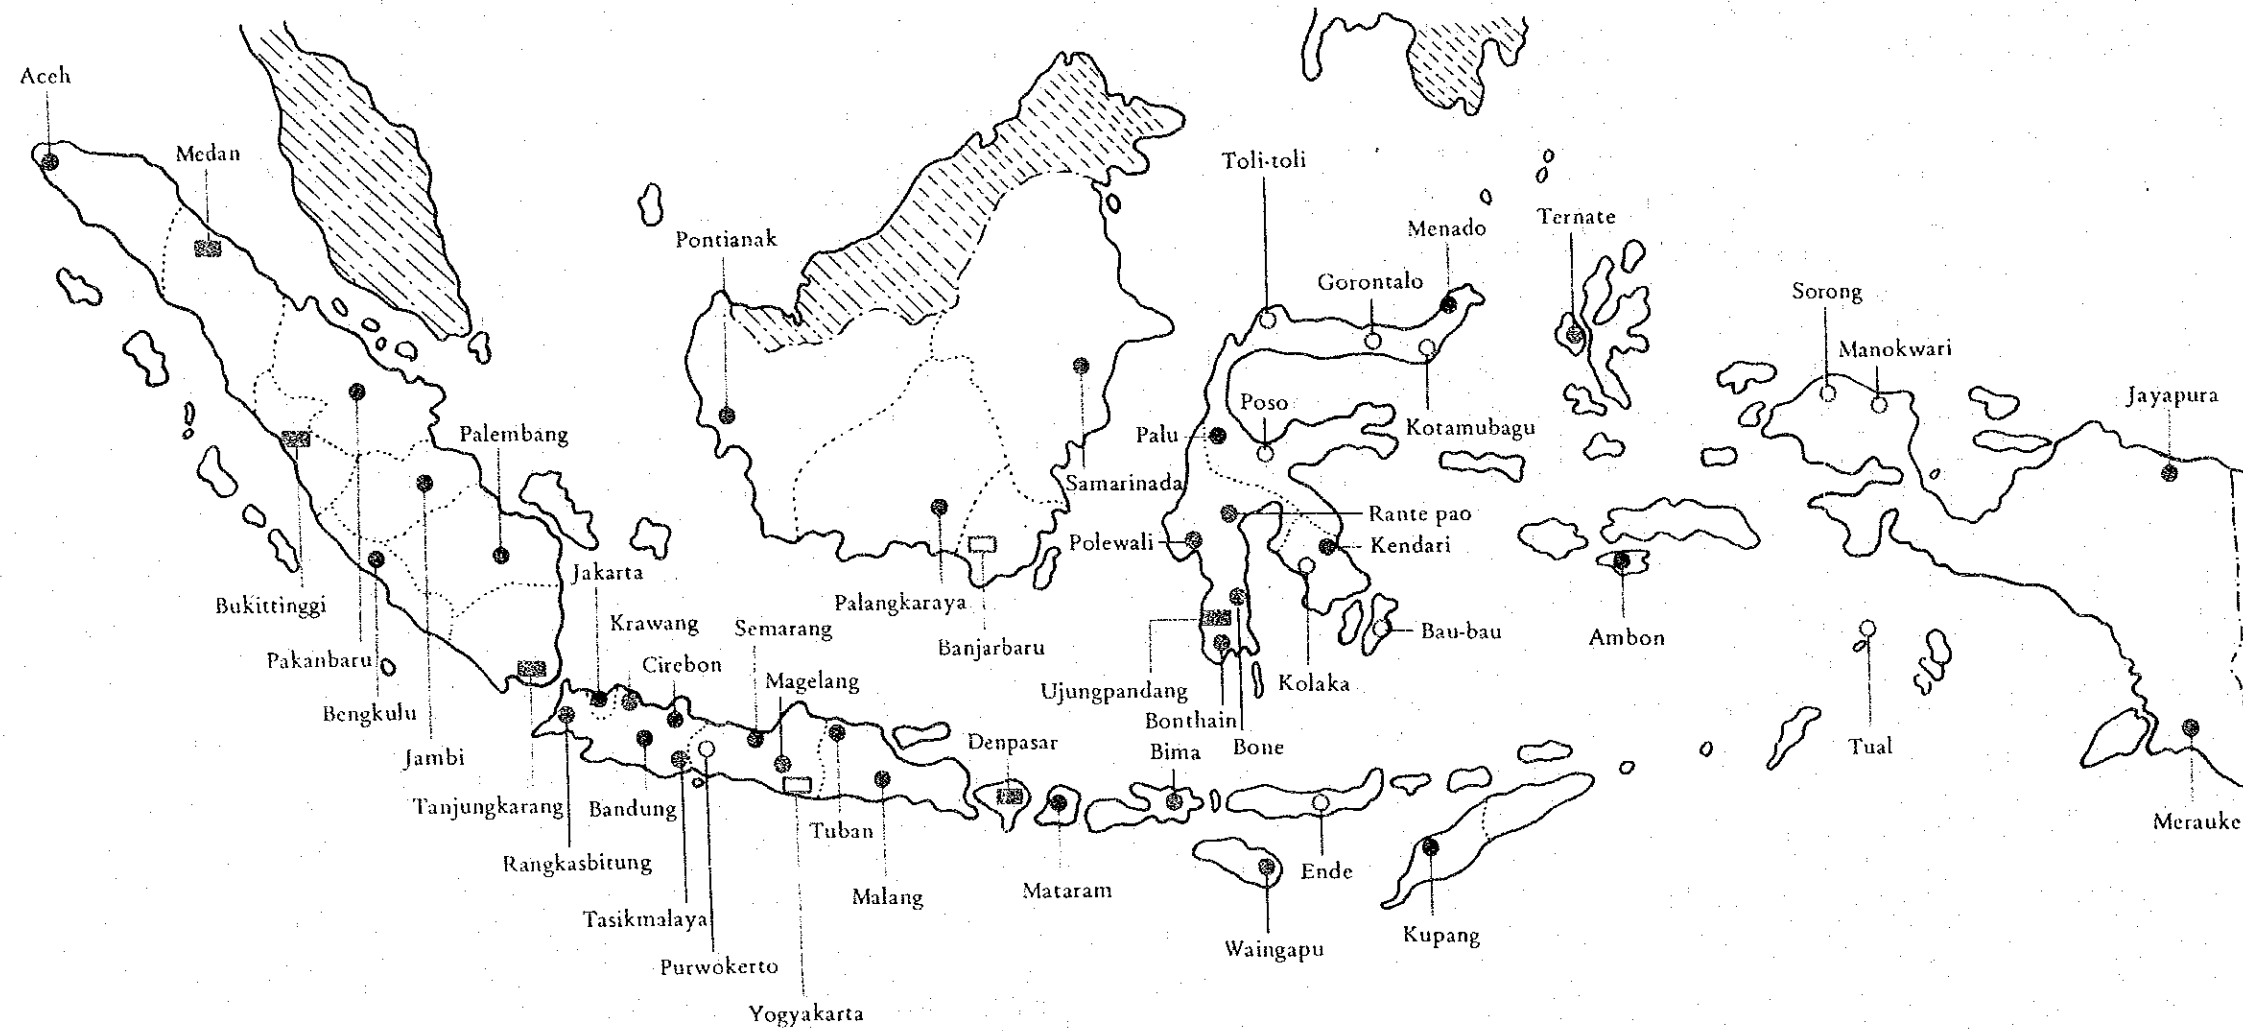 Aceh
Medan
Toli-toli
Ternate
Pontianak
Menado
Gorontalo
Sorong
Manokwari
Jayapura
Poso
Palembang
Palu
Kotamubagu
Samarinada
Rante pao
Polewali
Kendari
Jakarta
Bukittinggi
Palangkaraya
Krawang
Semarang
Bau-bau
Ambon
Banjarbaru
Pakanbaru
Cirebon
Magelang
Ujungpandang
Kolaka
Bengkulu
Bonthain
Denpasar
Bima
Bone
Tual
Jambi
Tanjungkarang
Bandung
Tuban
Merauke
Rangkasbitung
Ende
Malang
Mataram
Tasikmalaya
Kupang
Waingapu
Purwokerto
Yogyakarta